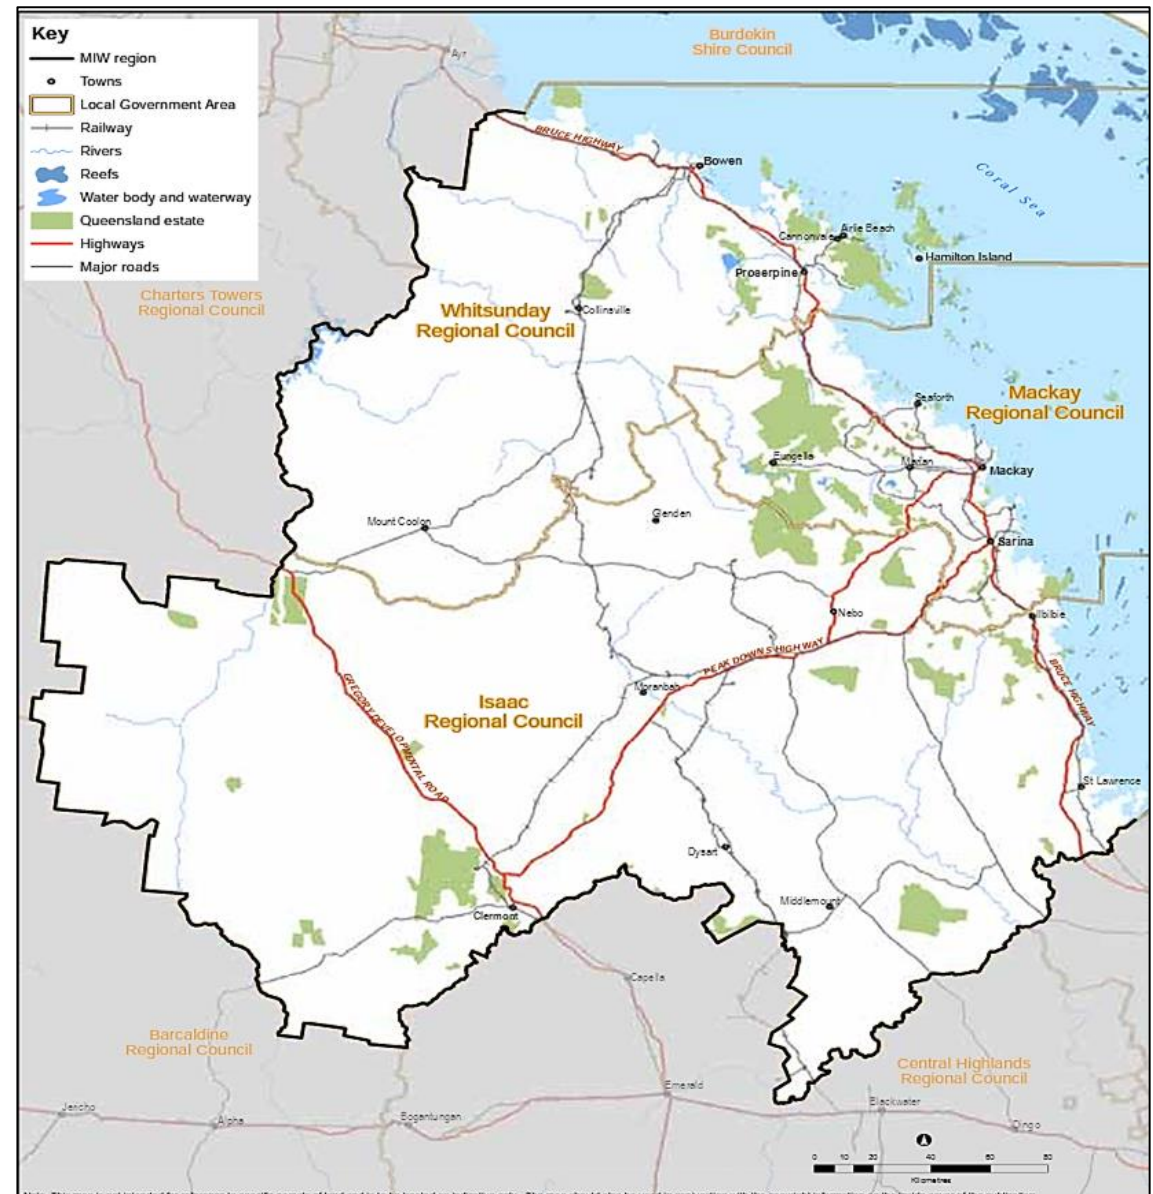 Key
MIW region
Towns
Local Government Area
Railway
Rivers
Reefs
Water body and waterway
Queensland estate
Highways
Major roads
Burdekin
Shire Council
Ayr
BRUCE HIGHWAY
Bowen
Coral Sea
Airlie Beach
Cannonvale
Hamilton Island
Proserpine
Charters Towers
Regional Council
Whitsunday
Regional Council
Collinsville
Mackay
Regional Council
Seaforth
Eungella
Marian
Mackay
Mount Coolon
Glenden
Sarina
Nebo
Ilbilbie
PEAK DOWNS HIGHWAY
BRUCE HIGHWAY
Moranbah
GREGORY DEVELOPMENTAL ROAD
Isaac
Regional Council
St Lawrence
Dysart
Middlemount
Clermont
Capella
Barcaldine
Regional Council
Central Highlands
Regional Council
Emerald
Blackwater
Jericho
Alpha
Bogantungan
Dingo
0 10 20 40 60 80
Kilometres